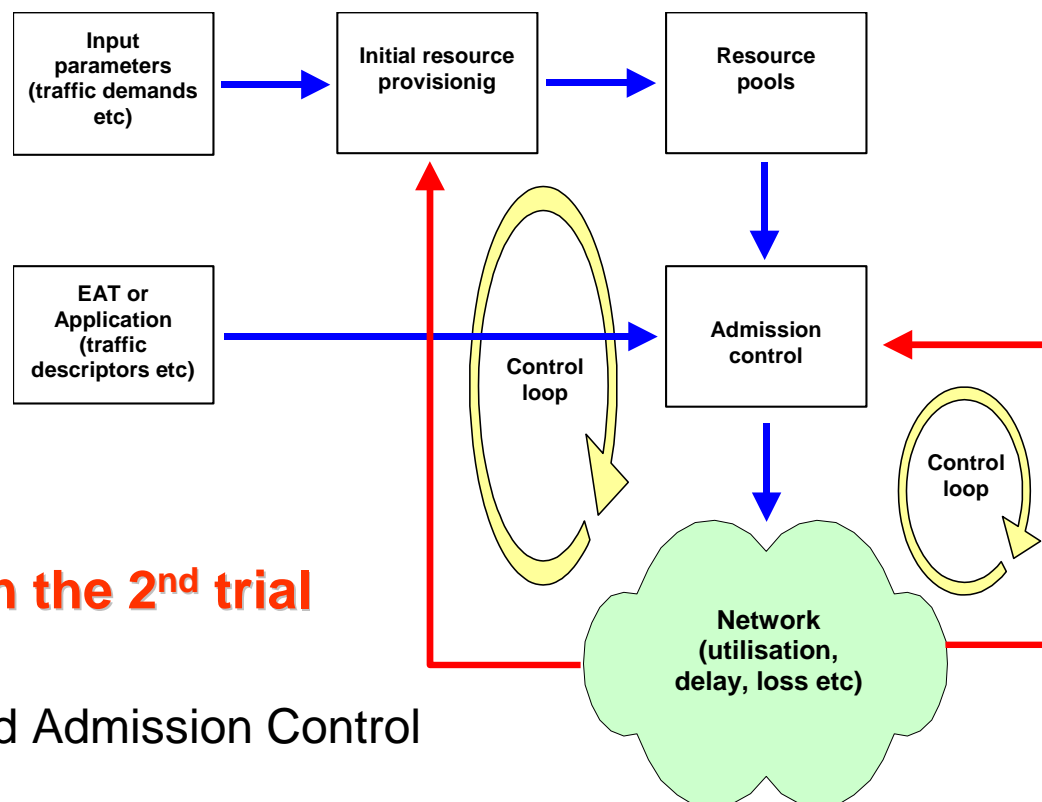 Input
parameters
(traffic demands
etc)
Initial resource
provisionig
Resource
pools
EAT or
Application
(traffic
descriptors etc)
Control
loop
Admission
control
Control
loop
the 2nd trial
Network
(utilisation,
delay, loss etc)
Admission Control